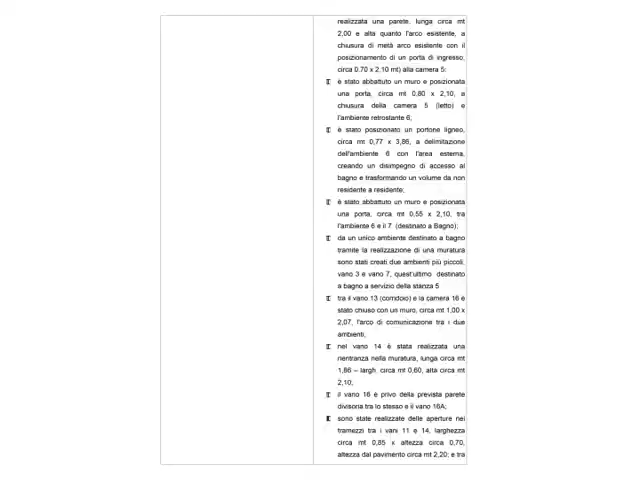 realizzata una parete, lunga circa mt
2,00 e alta quanto l'arco esistente, a
chiusura di metà arco esistente con il
posizionamento di un porta di ingresso,
circa 0.70 x 2,10 mt) alla camera 5:
è stato abbattuto un muro e posizionata
una porta, circa mt 0,80 x 2,10, a
chiusura della camera 5 (letto) e
l'ambiente retrostante 6;
è stato posizionato un portone ligneo,
circa mt 0,77 x 3,86, a delimitazione
dell'ambiente 6 con l'area esterna,
creando un disimpegno di accesso al
bagno e trasformando un volume da non
residente a residente;
è stato abbattuto un muro e posizionata
una porta, circa mt 0,55 x 2,10, tra
l'ambiente 6 e il 7 (destinato a Bagno);
da un unico ambiente destinato a bagno
tramite la realizzazione di una muratura
sono stati creati due ambienti più piccoli,
vano 3 e vano 7, quest'ultimo destinato
a bagno a servizio della stanza 5
tra il vano 13 (corridoio) e la camera 16 è
stato chiuso con un muro, circa mt 1,00 x
2,07, l'arco di comunicazione tra i due
ambienti;
nel vano 14 è stata realizzata una
rientranza nella muratura, lunga circa mt
1,86 – largh. circa mt 0,60, alta circa mt
2,10;
il vano 16 è privo della prevista parete
divisoria tra lo stesso e il vano 16A;
sono state realizzate delle aperture nei
tramezzi tra i vani 11 e 14, larghezza
circa mt 0,85 x altezza circa 0,70,
altezza dal pavimento circa mt 2,20; e tra